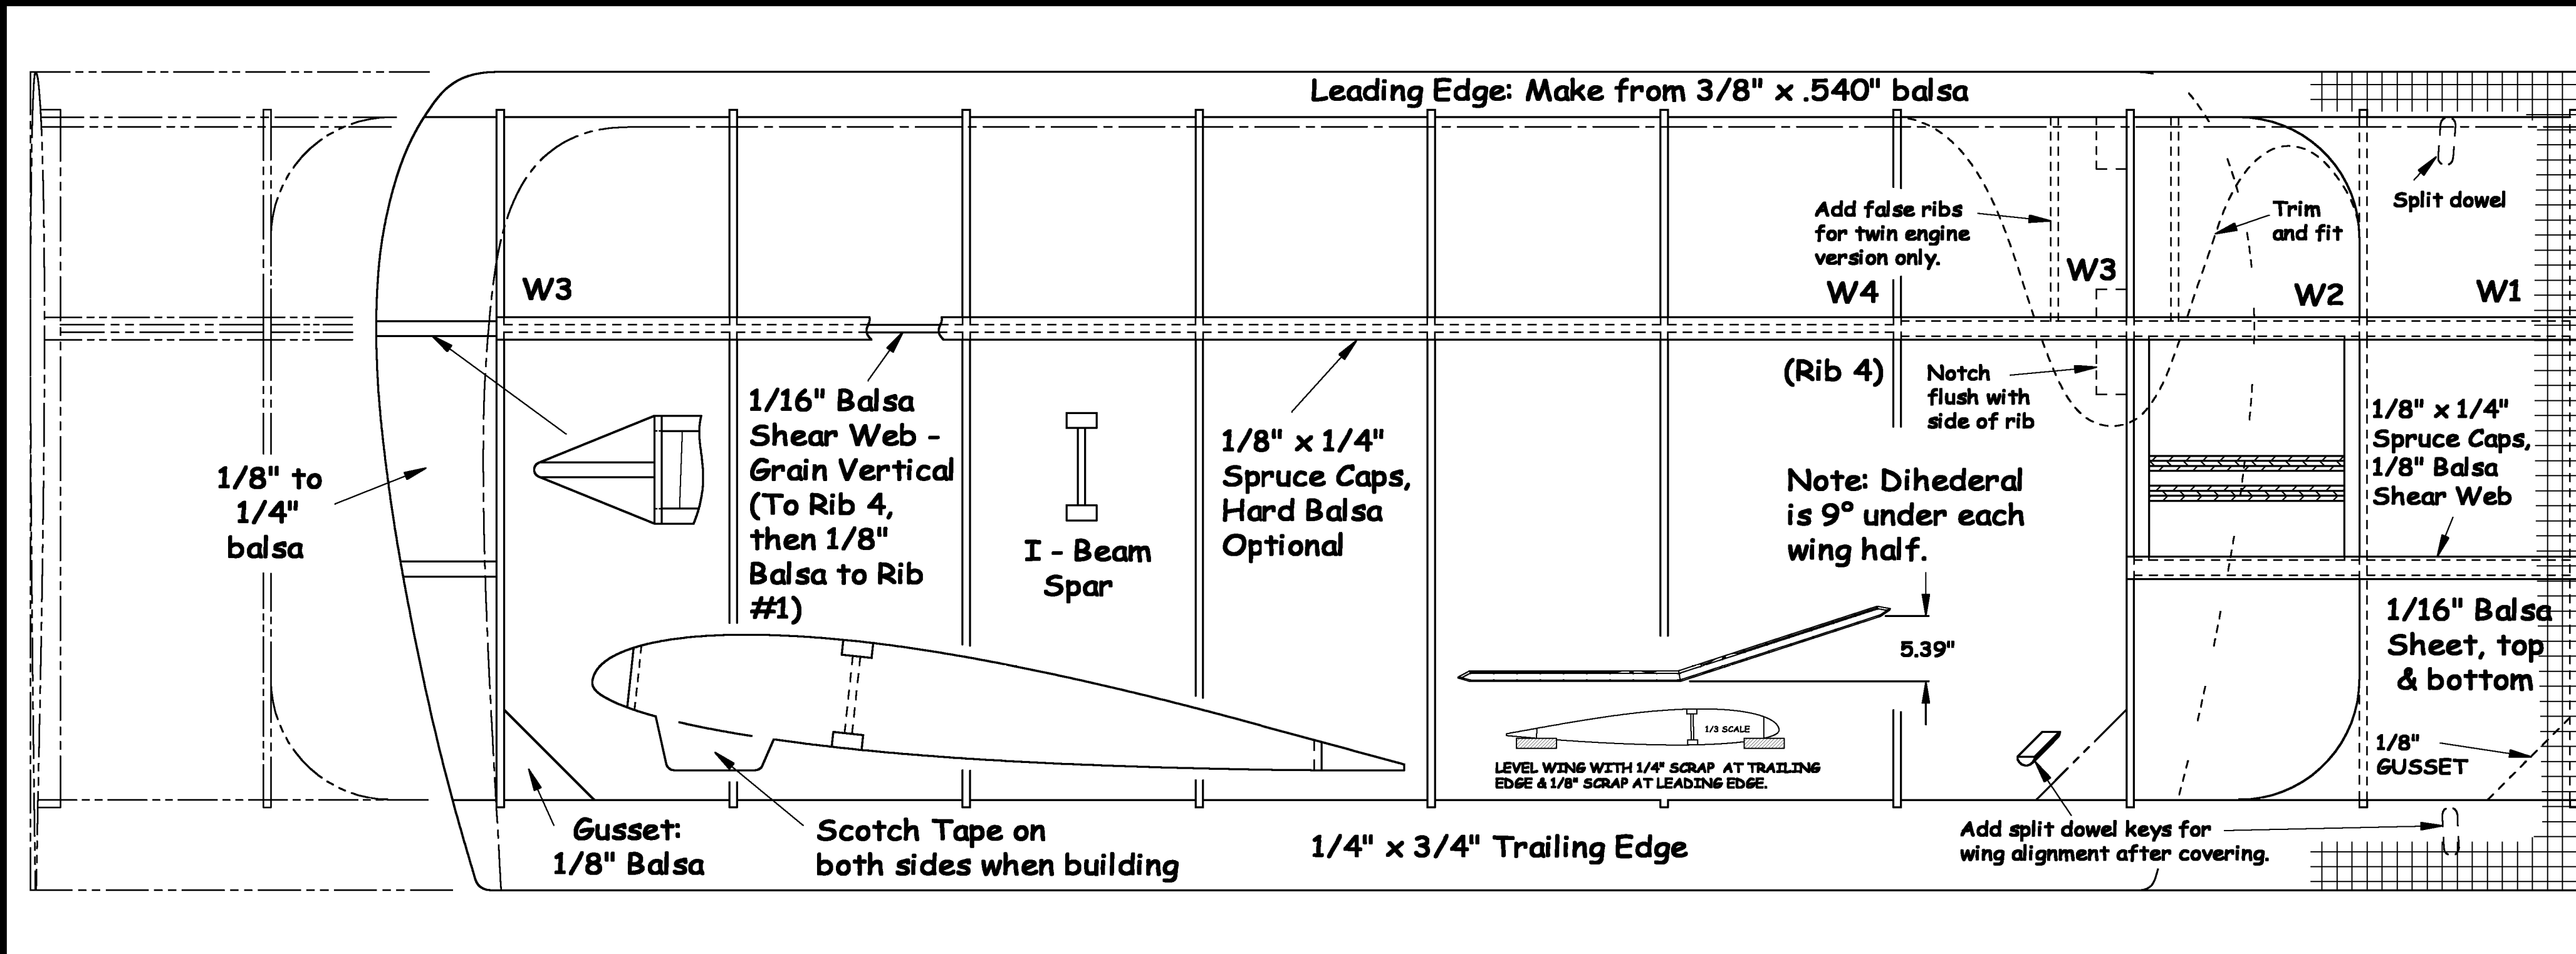 Leading Edge: Make from 3/8" x .540" balsa
Add false ribs
for twin engine
version only.
Trim
and fit
Split dowel
W3
W4
W3
W2
W1
(Rib 4)
Notch
flush with
side of rib
1/8" to
1/4"
balsa
1/16" Balsa
Shear Web -
Grain Vertical
(To Rib 4,
then 1/8"
Balsa to Rib
#1)
I - Beam
Spar
1/8" x 1/4"
Spruce Caps,
Hard Balsa
Optional
Note: Dihederal
is 9° under each
wing half.
1/8" x 1/4"
Spruce Caps,
1/8" Balsa
Shear Web
5.39"
1/16" Balsa
Sheet, top
& bottom
1/3 SCALE
LEVEL WING WITH 1/4" SCRAP AT TRAILING
EDGE & 1/8" SCRAP AT LEADING EDGE.
1/8"
GUSSET
Gusset:
1/8" Balsa
Scotch Tape on
both sides when building
1/4" x 3/4" Trailing Edge
Add split dowel keys for
wing alignment after covering.